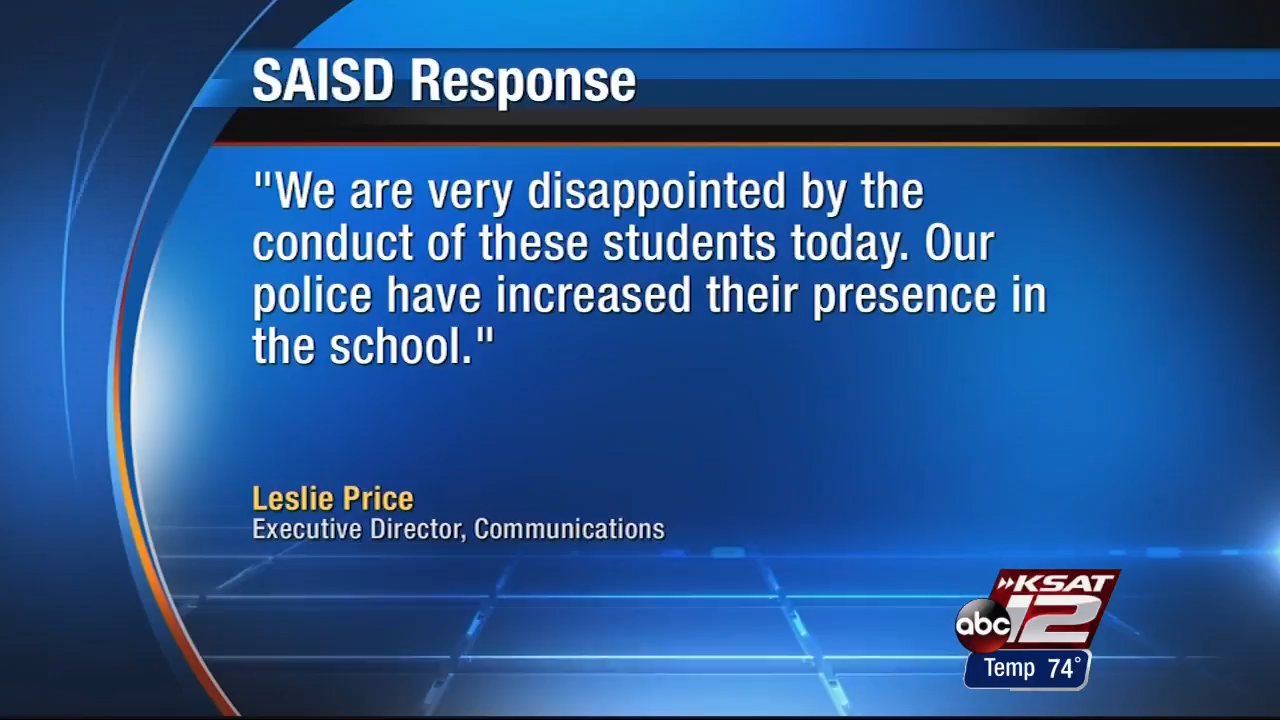 SAISD Response
"We are very disappointed by the
conduct of these students today. Our
police have increased their presence in
the school."
Leslie Price
Executive Director, Communications
KSAT
abc 12
Temp 74°